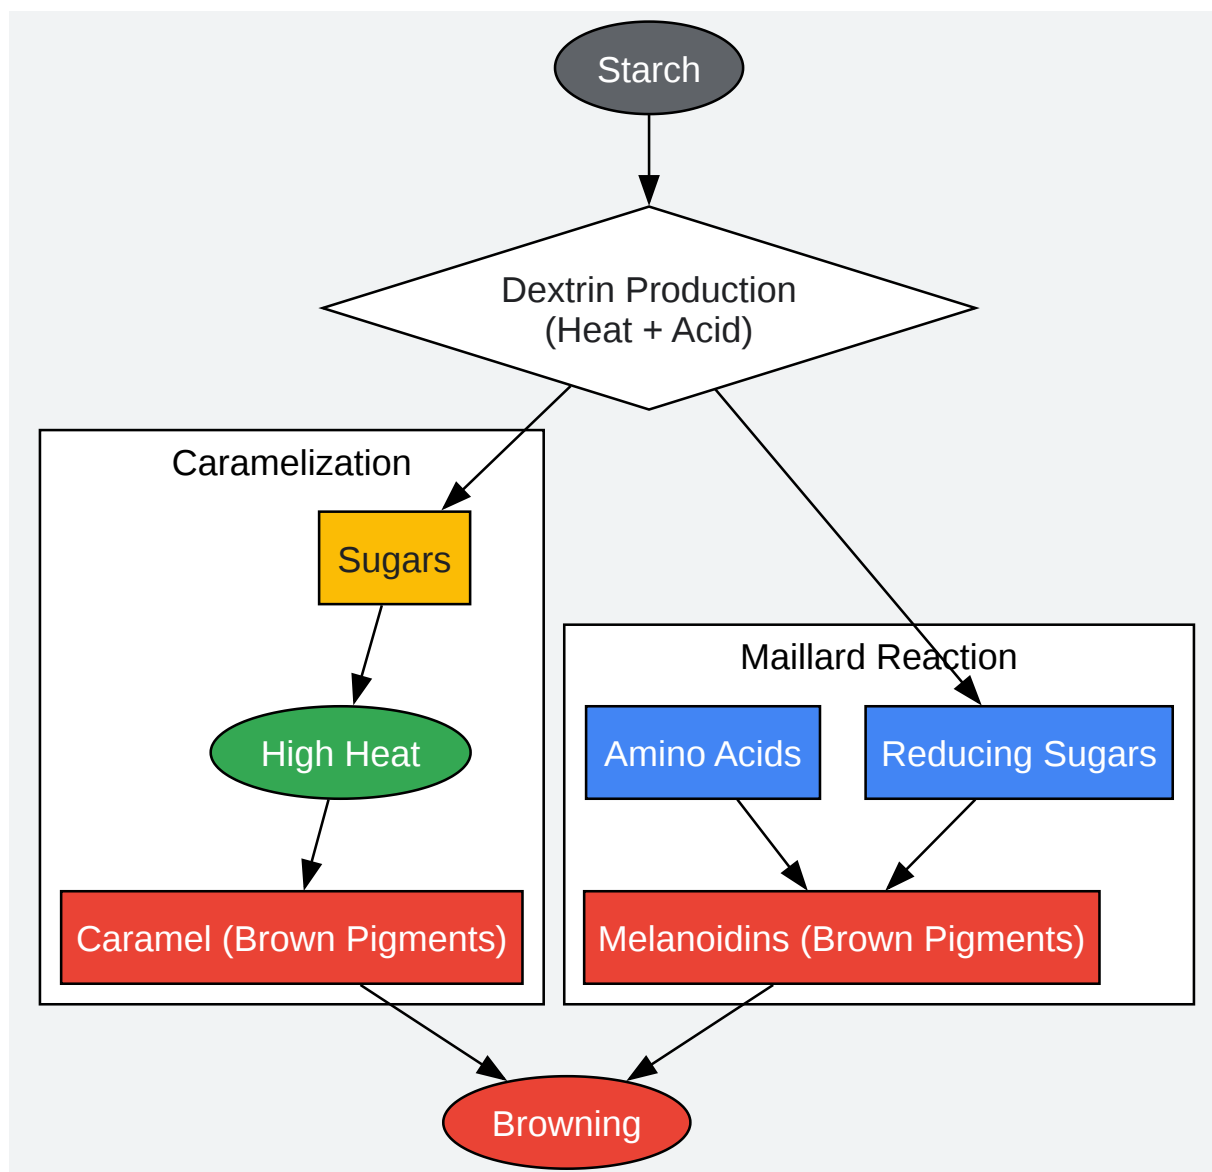 Starch
Dextrin Production
(Heat + Acid)
Caramelization
Sugars
High Heat
Caramel (Brown Pigments)
Maillard Reaction
Amino Acids
Reducing Sugars
Melanoidins (Brown Pigments)
Browning